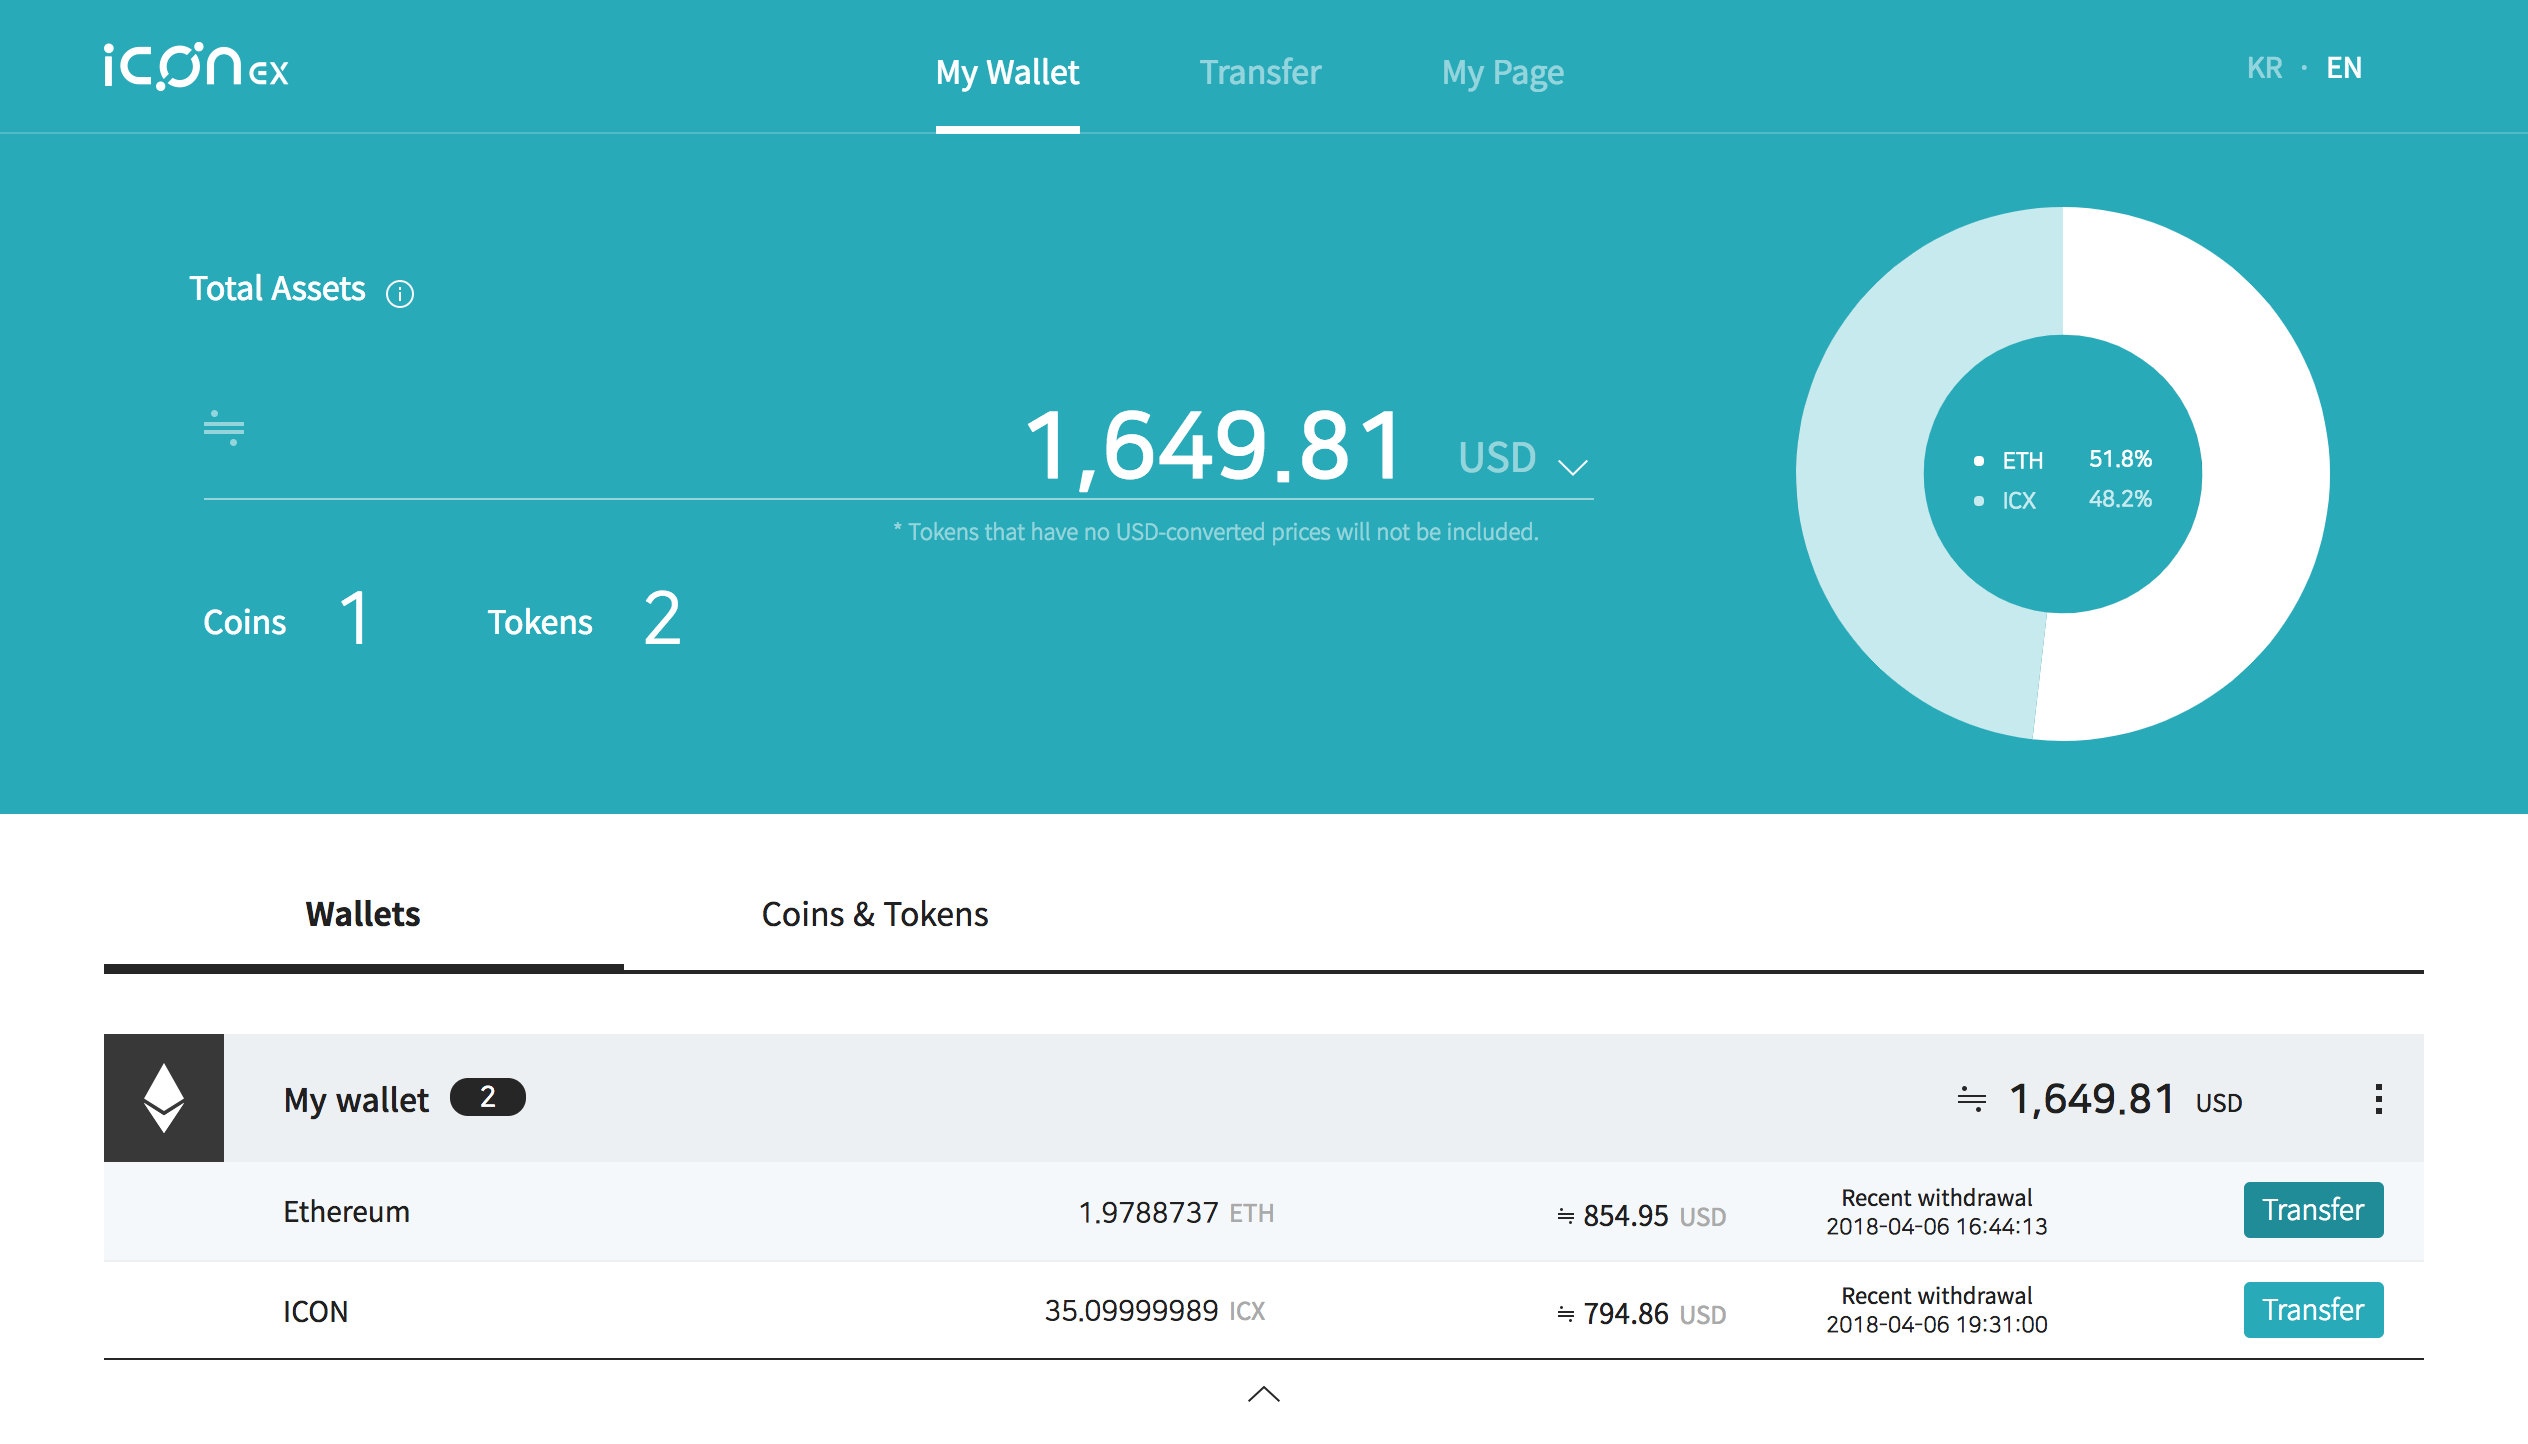 icon ex
My Wallet Transfer My Page KR · EN
Total Assets
≒ 1,649.81 USD
* Tokens that have no USD-converted prices will not be included.
Coins 1 Tokens 2
ETH 51.8%
ICX 48.2%
Wallets Coins & Tokens
My wallet 2 ≒ 1,649.81 USD
Ethereum 1.9788737 ETH ≒ 854.95 USD Recent withdrawal 2018-04-06 16:44:13 Transfer
ICON 35.09999989 ICX ≒ 794.86 USD Recent withdrawal 2018-04-06 19:31:00 Transfer